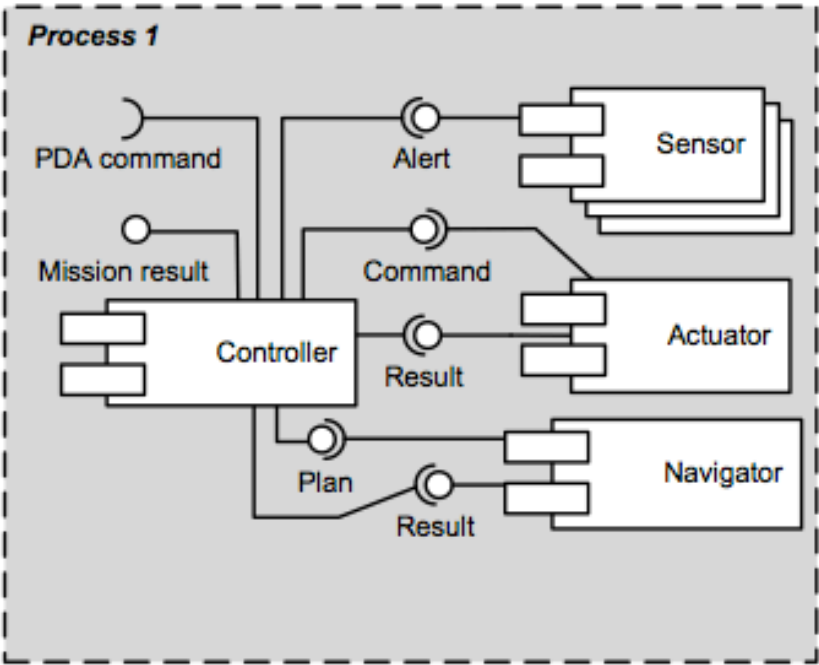 Process 1
PDA command
Alert
Sensor
Mission result
Command
Controller
Result
Actuator
Plan
Navigator
Result